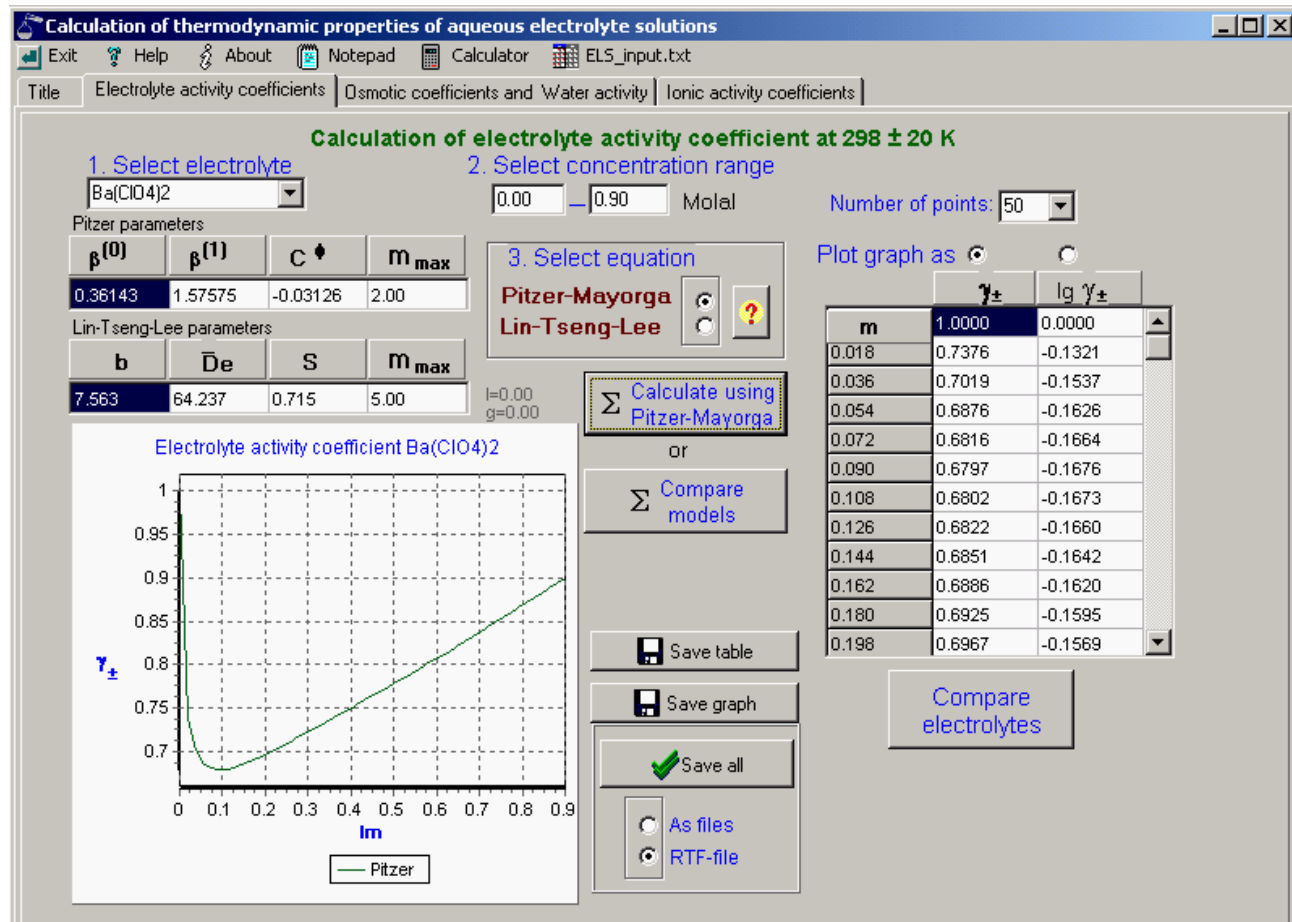 Calculation of thermodynamic properties of aqueous electrolyte solutions
Exit Help About Notepad Calculator ELS_input.txt
Title Electrolyte activity coefficients Osmotic coefficients and Water activity Ionic activity coefficients
Calculation of electrolyte activity coefficient at 298 ± 20 K
1. Select electrolyte
Ba(ClO4)2
Pitzer parameters
β(0) β(1) C ϕ m max
0.36143 1.57575 -0.03126 2.00
Lin-Tseng-Lee parameters
b D̅e S m max
7.563 64.237 0.715 5.00
2. Select concentration range
0.00 – 0.90 Molal
3. Select equation
Pitzer-Mayorga
Lin-Tseng-Lee
?
I=0.00
g=0.00
Σ Calculate using
Pitzer-Mayorga
or
Σ Compare
models
Number of points: 50
Plot graph as
γ± lg γ±
m 1.0000 0.0000
0.018 0.7376 -0.1321
0.036 0.7019 -0.1537
0.054 0.6876 -0.1626
0.072 0.6816 -0.1664
0.090 0.6797 -0.1676
0.108 0.6802 -0.1673
0.126 0.6822 -0.1660
0.144 0.6851 -0.1642
0.162 0.6886 -0.1620
0.180 0.6925 -0.1595
0.198 0.6967 -0.1569
Compare
electrolytes
Electrolyte activity coefficient Ba(ClO4)2
1
0.95
0.9
0.85
0.8
0.75
0.7
γ±
0 0.1 0.2 0.3 0.4 0.5 0.6 0.7 0.8 0.9
Im
Pitzer
Save table
Save graph
Save all
As files
RTF-file